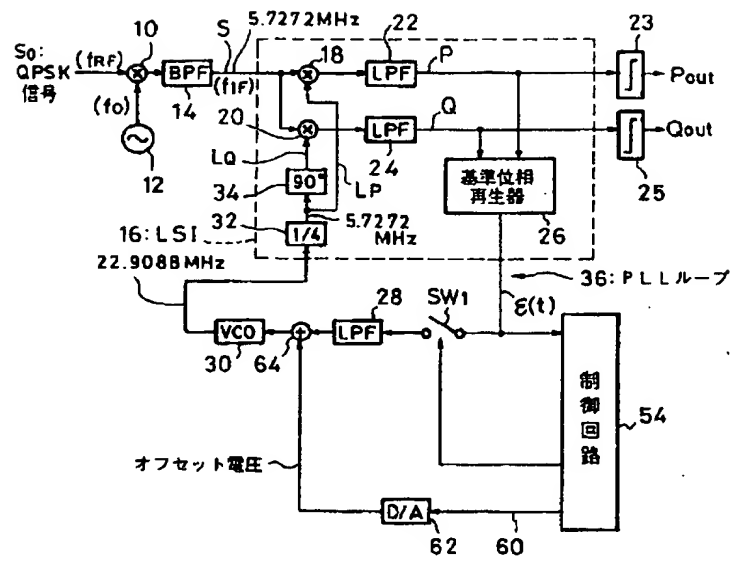 5.7272MHz
S₀:
QPSK
信号
(fRF)
10
BPF
14
S
(fIF)
(fo)
12
18
22
LPF
P
23
Pout
20
LPF
24
Q
Qout
25
LQ
LP
34
90°
基準位相
再生器
26
32
1/4
5.7272
MHz
16:LSI
22.9088MHz
36:PLLループ
SW1
ε(t)
28
LPF
VCO
30
64
制御回路
54
オフセット電圧
D/A
62
60